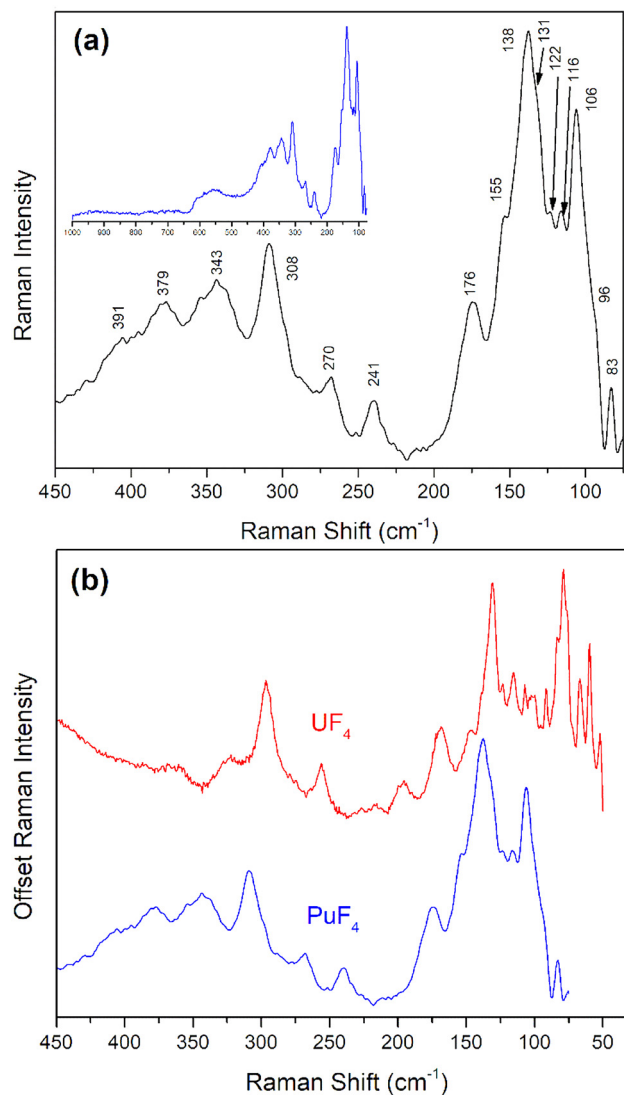 (a)
138
131
122
116
106
155
96
83
176
308
343
379
391
270
241
1000 900 800 700 600 500 400 300 200 100
Raman Intensity
450 400 350 300 250 200 150 100
Raman Shift (cm-1)
(b)
UF4
PuF4
Offset Raman Intensity
450 400 350 300 250 200 150 100 50
Raman Shift (cm-1)